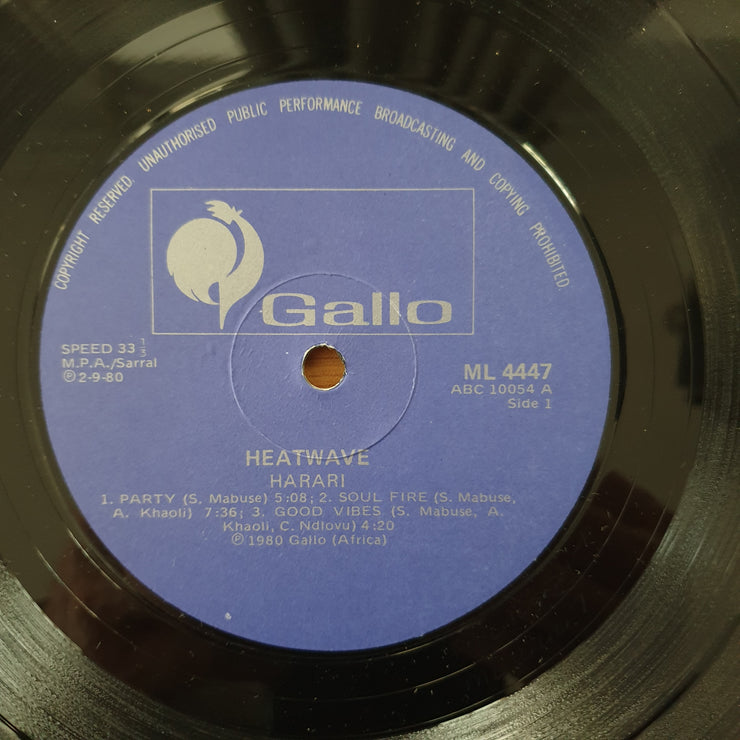 COPYRIGHT RESERVED. UNAUTHORISED PUBLIC PERFORMANCE BROADCASTING AND COPYING PROHIBITED.
Gallo
SPEED 33 1/3
M.P.A./Sarral
℗2-9-80
ML 4447
ABC 10054 A
Side 1
HEATWAVE
HARARI
1. PARTY (S. Mabuse) 5:08; 2. SOUL FIRE (S. Mabuse,
A. Khaoli) 7:36; 3. GOOD VIBES (S. Mabuse, A.
Khaoli, C. Ndlovu) 4:20
℗1980 Gallo (Africa)